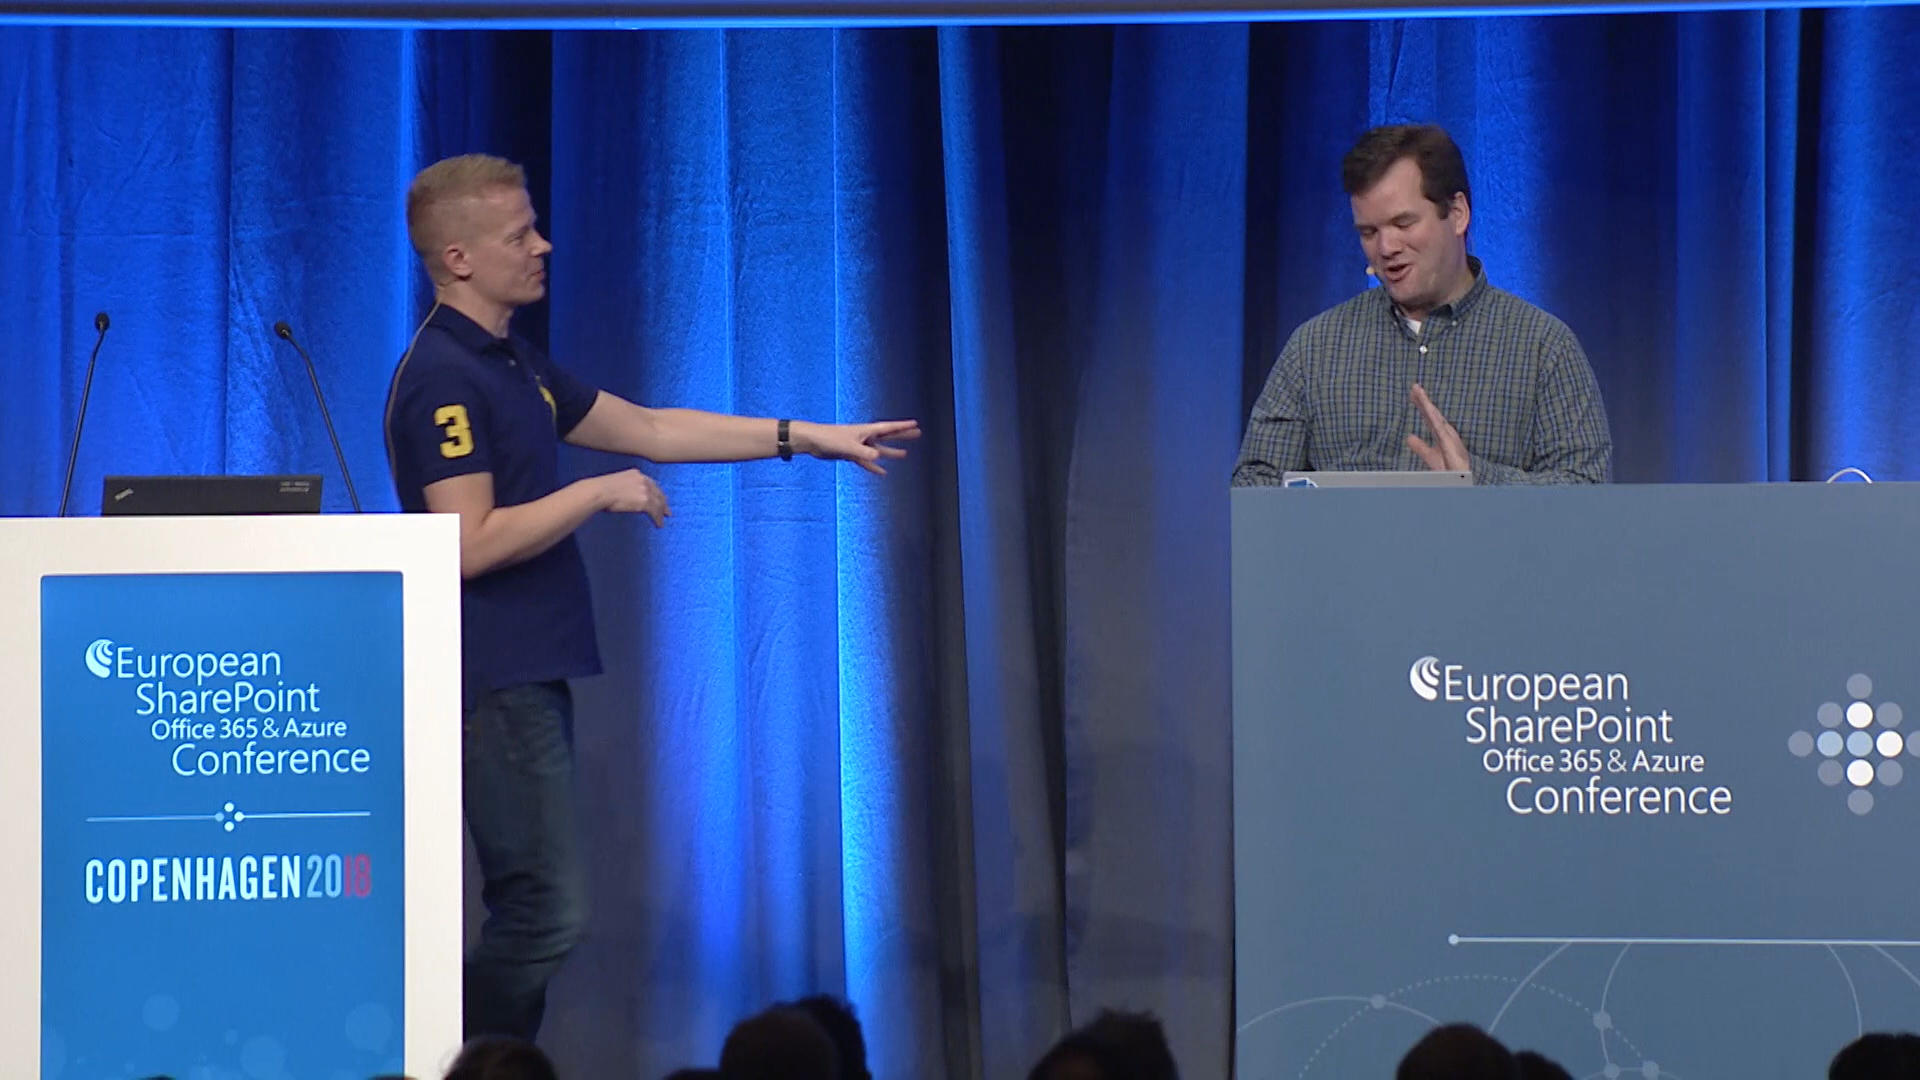 3
European
SharePoint
Office 365 & Azure
Conference
COPENHAGEN 2018
European
SharePoint
Office 365 & Azure
Conference